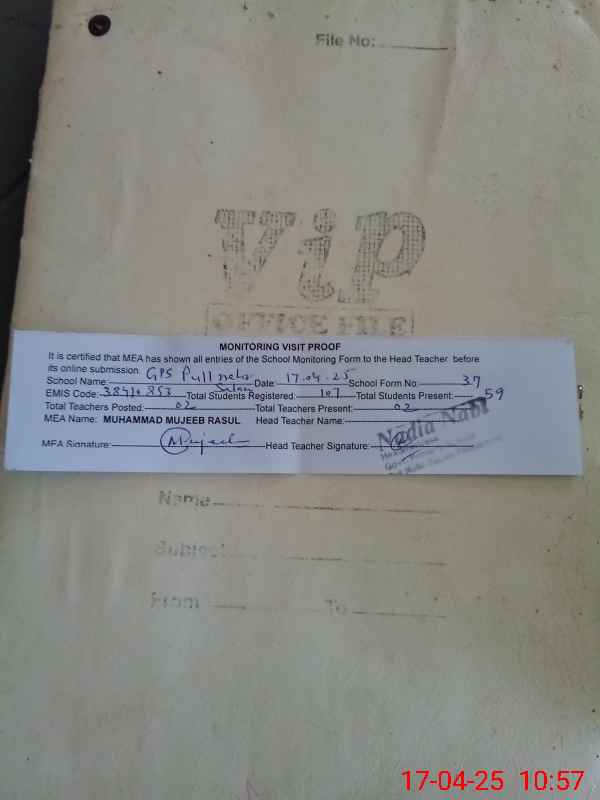 File No:
Vip
OFFICE FILE
MONITORING VISIT PROOF
It is certified that MEA has shown all entries of the School Monitoring Form to the Head Teacher before
its online submission.
School Name: GPS Pull Date: 17.04.25 School Form No. 37
EMIS Code: Total Students Registered: 107 Total Students Present: 59
Total Teachers Posted: 02 Total Teachers Present: 02
MEA Name: MUHAMMAD MUJEEB RASUL Head Teacher Name:
Nadia Nabi
MEA Signature: Mujeeb Head Teacher Signature:
Name
Subject
From To
17-04-25 10:57